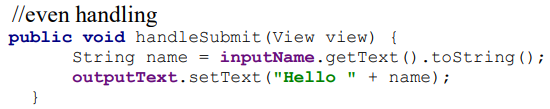 //even handling
public void handleSubmit(View view) {
String name = inputName.getText().toString();
outputText.setText("Hello " + name);
}